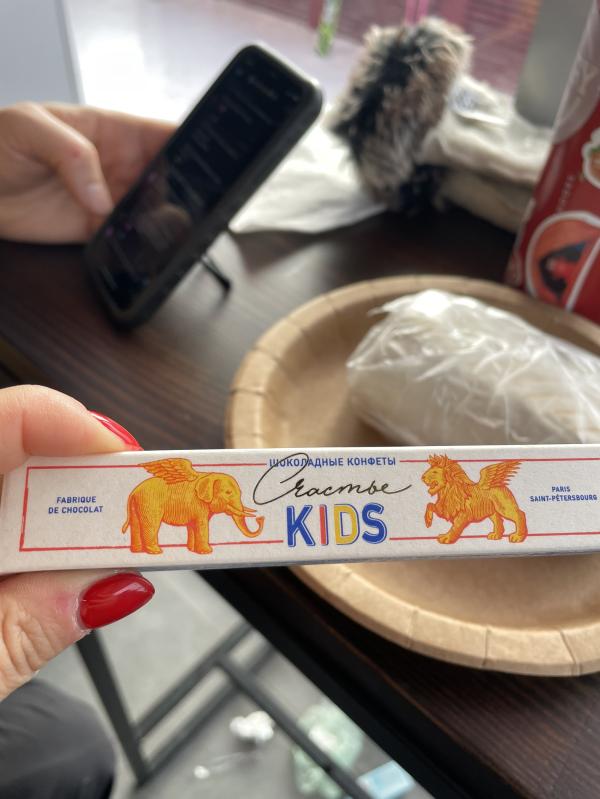 ШОКОЛАДНЫЕ КОНФЕТЫ
Счастье
KIDS
FABRIQUE
DE CHOCOLAT
PARIS
SAINT-PÉTERSBOURG